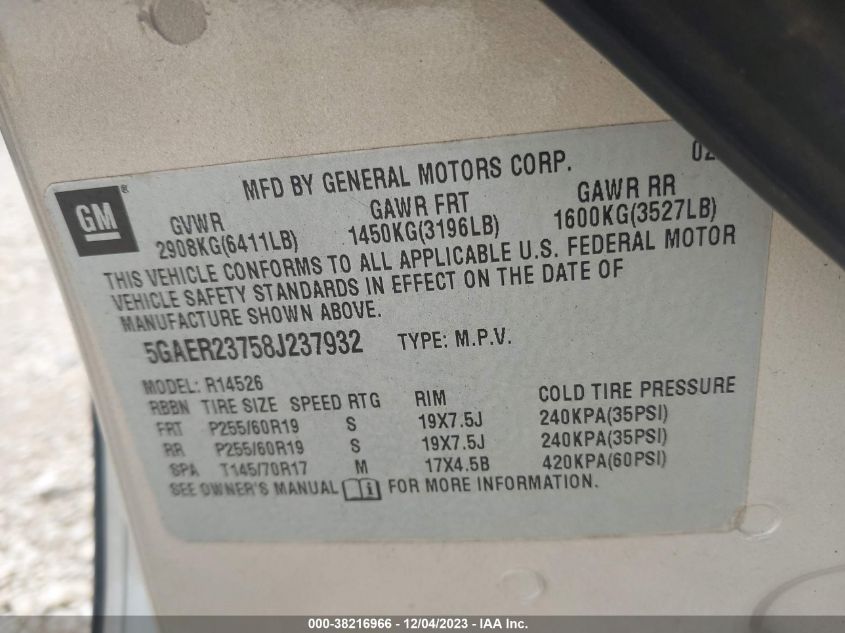 MFD BY GENERAL MOTORS CORP. 02
GM®
GVWR GAWR FRT GAWR RR
2908KG(6411LB) 1450KG(3196LB) 1600KG(3527LB)
THIS VEHICLE CONFORMS TO ALL APPLICABLE U.S. FEDERAL MOTOR
VEHICLE SAFETY STANDARDS IN EFFECT ON THE DATE OF
MANUFACTURE SHOWN ABOVE.
5GAER23758J237932 TYPE: M.P.V.
MODEL: R14526
RBBN TIRE SIZE SPEED RTG RIM COLD TIRE PRESSURE
FRT P255/60R19 S 19X7.5J 240KPA(35PSI)
RR P255/60R19 S 19X7.5J 240KPA(35PSI)
SPA T145/70R17 M 17X4.5B 420KPA(60PSI)
SEE OWNER'S MANUAL i FOR MORE INFORMATION.
000-38216966 - 12/04/2023 - IAA Inc.